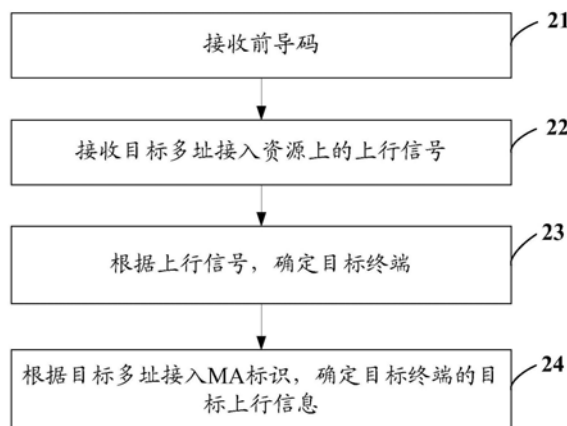 接收前导码
21
接收目标多址接入资源上的上行信号
22
根据上行信号，确定目标终端
23
根据目标多址接入MA标识，确定目标终端的目
标上行信息
24